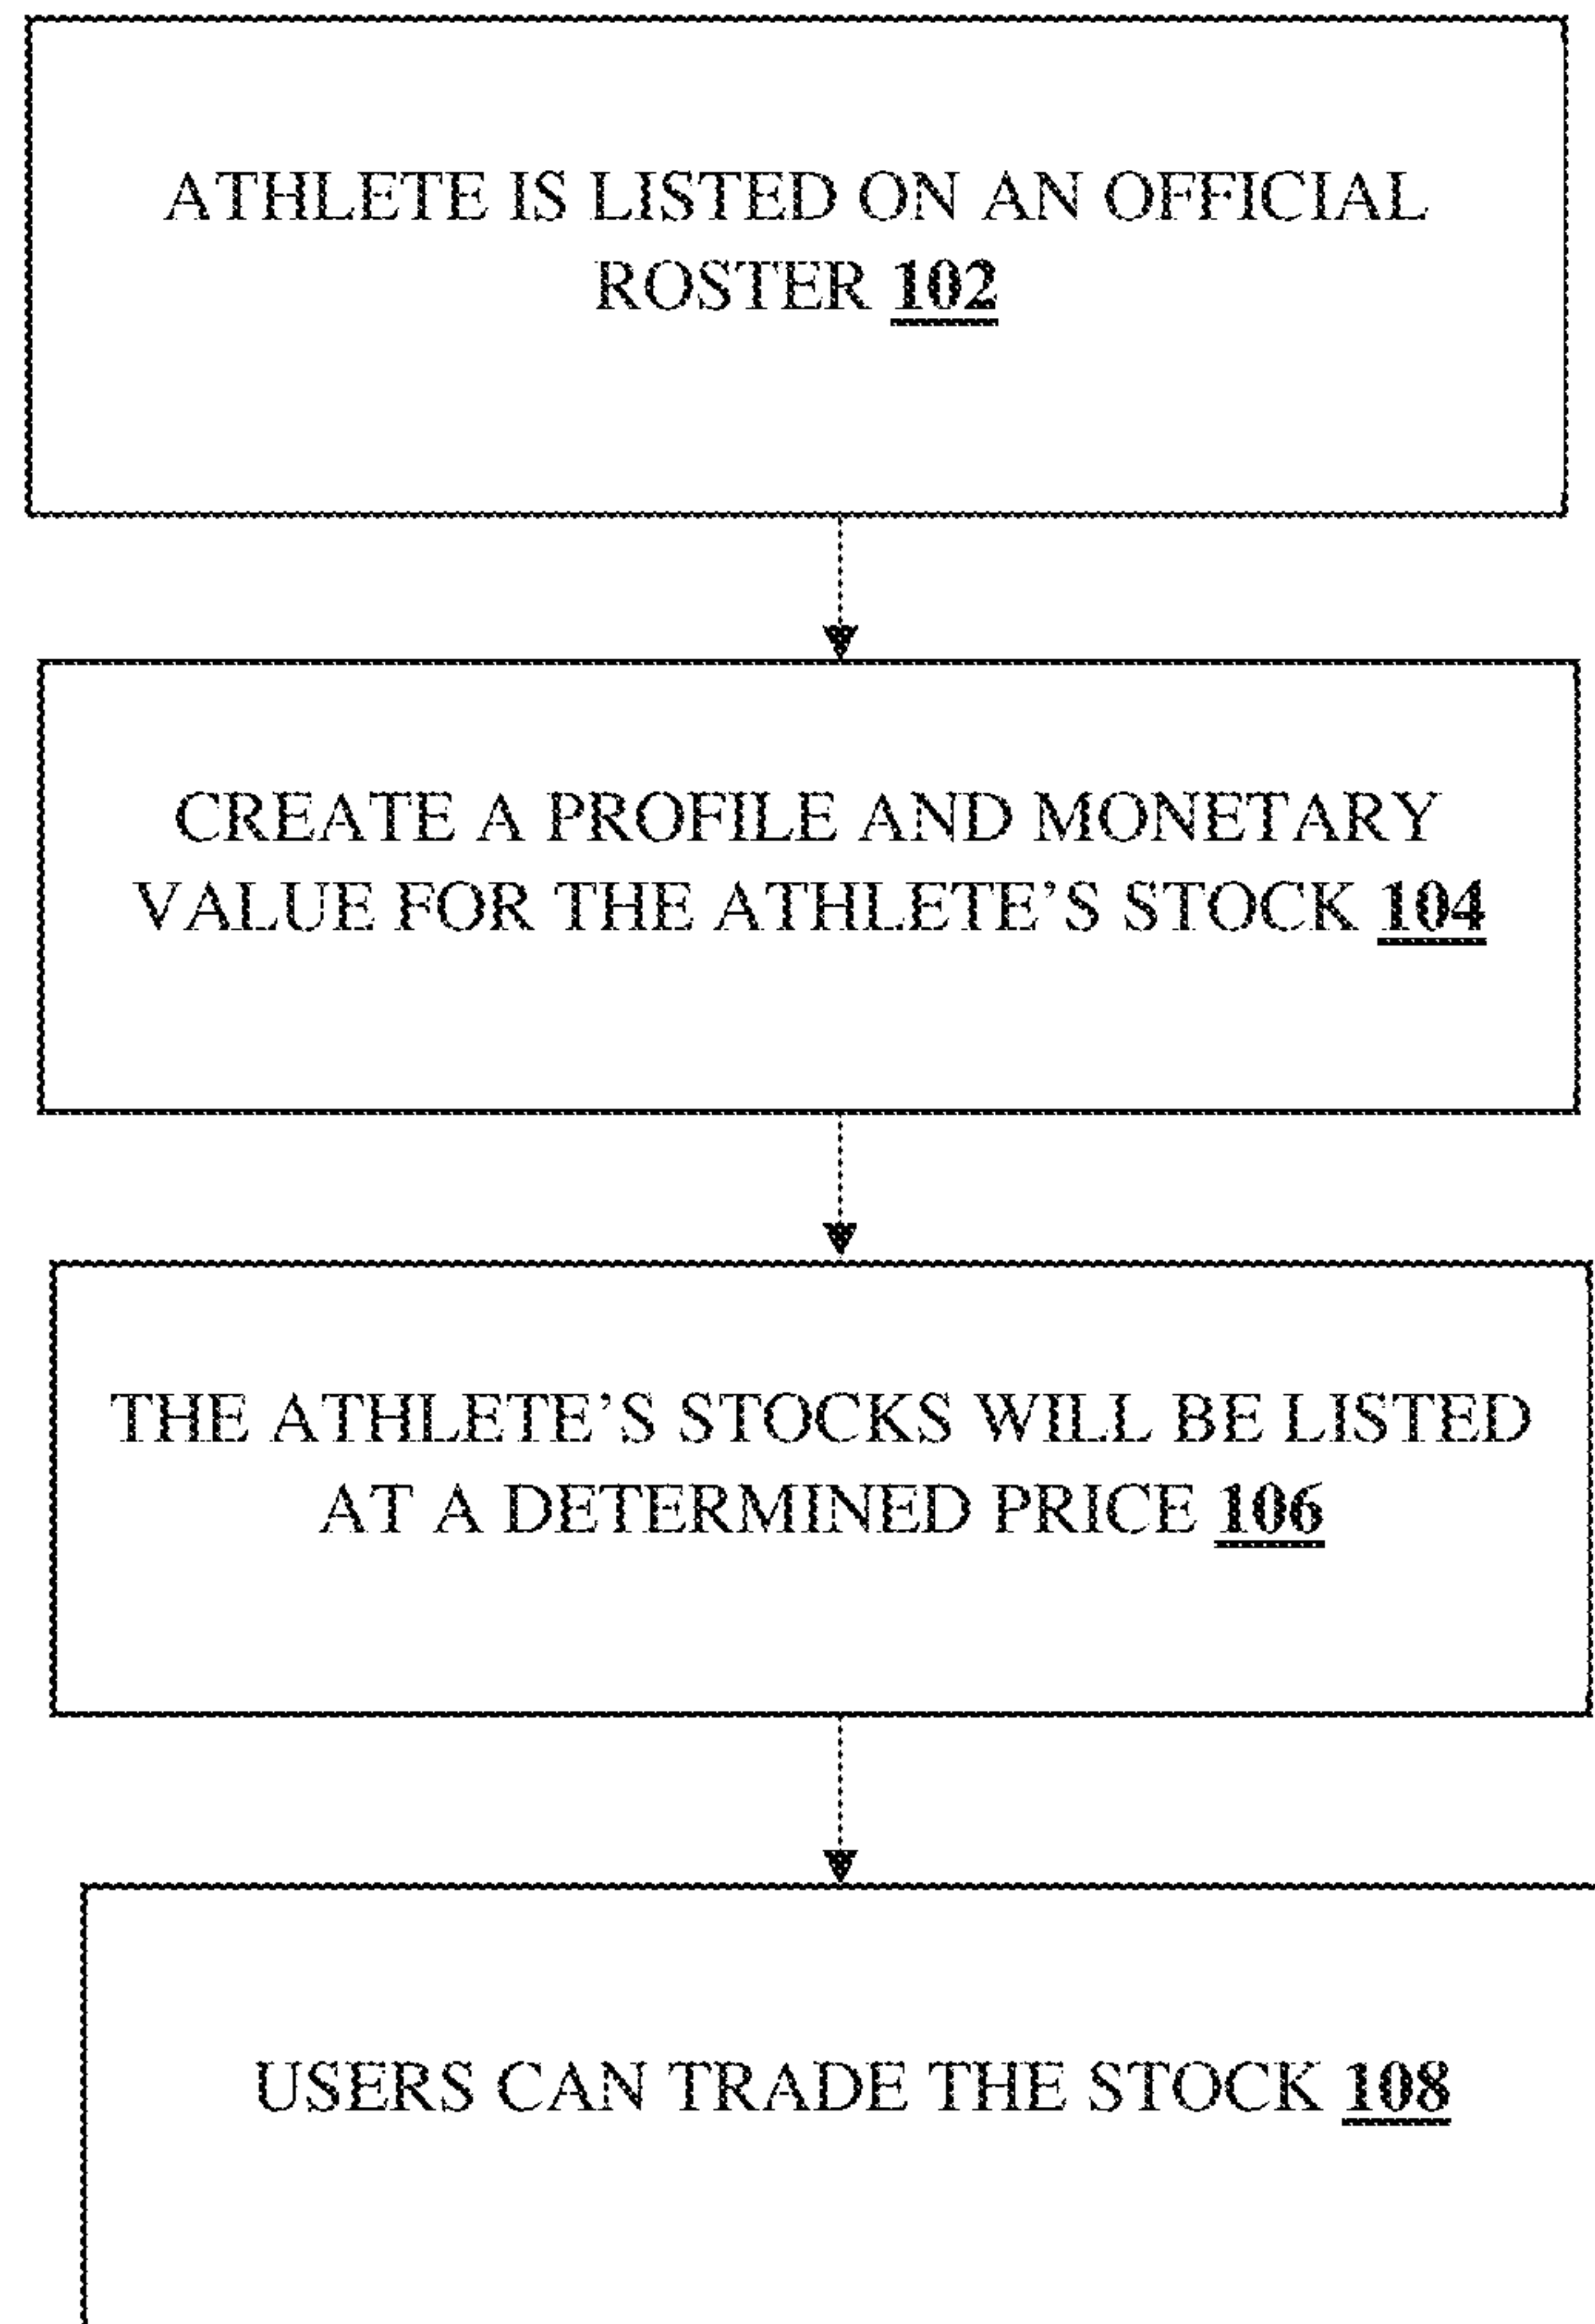 ATHLETE IS LISTED ON AN OFFICIAL
ROSTER 102
CREATE A PROFILE AND MONETARY
VALUE FOR THE ATHLETE’S STOCK 104
THE ATHLETE’S STOCKS WILL BE LISTED
AT A DETERMINED PRICE 106
USERS CAN TRADE THE STOCK 108